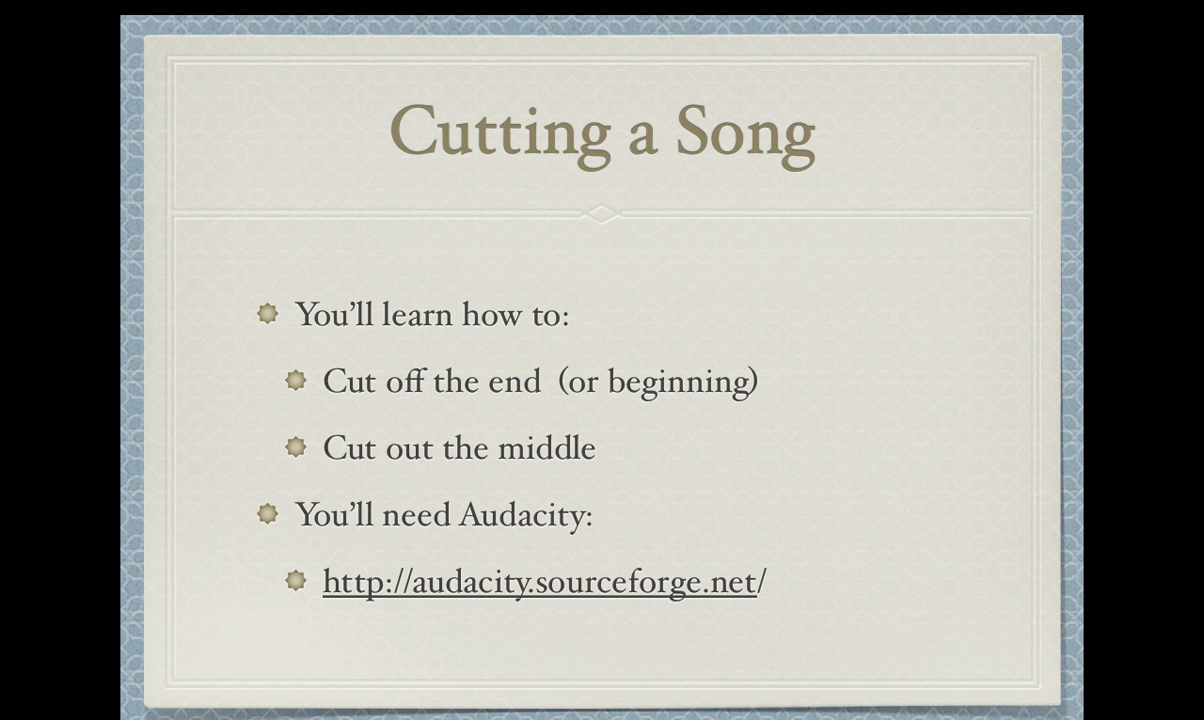 Cutting a Song
You’ll learn how to:
Cut off the end  (or beginning)
Cut out the middle
You’ll need Audacity:
http://audacity.sourceforge.net/